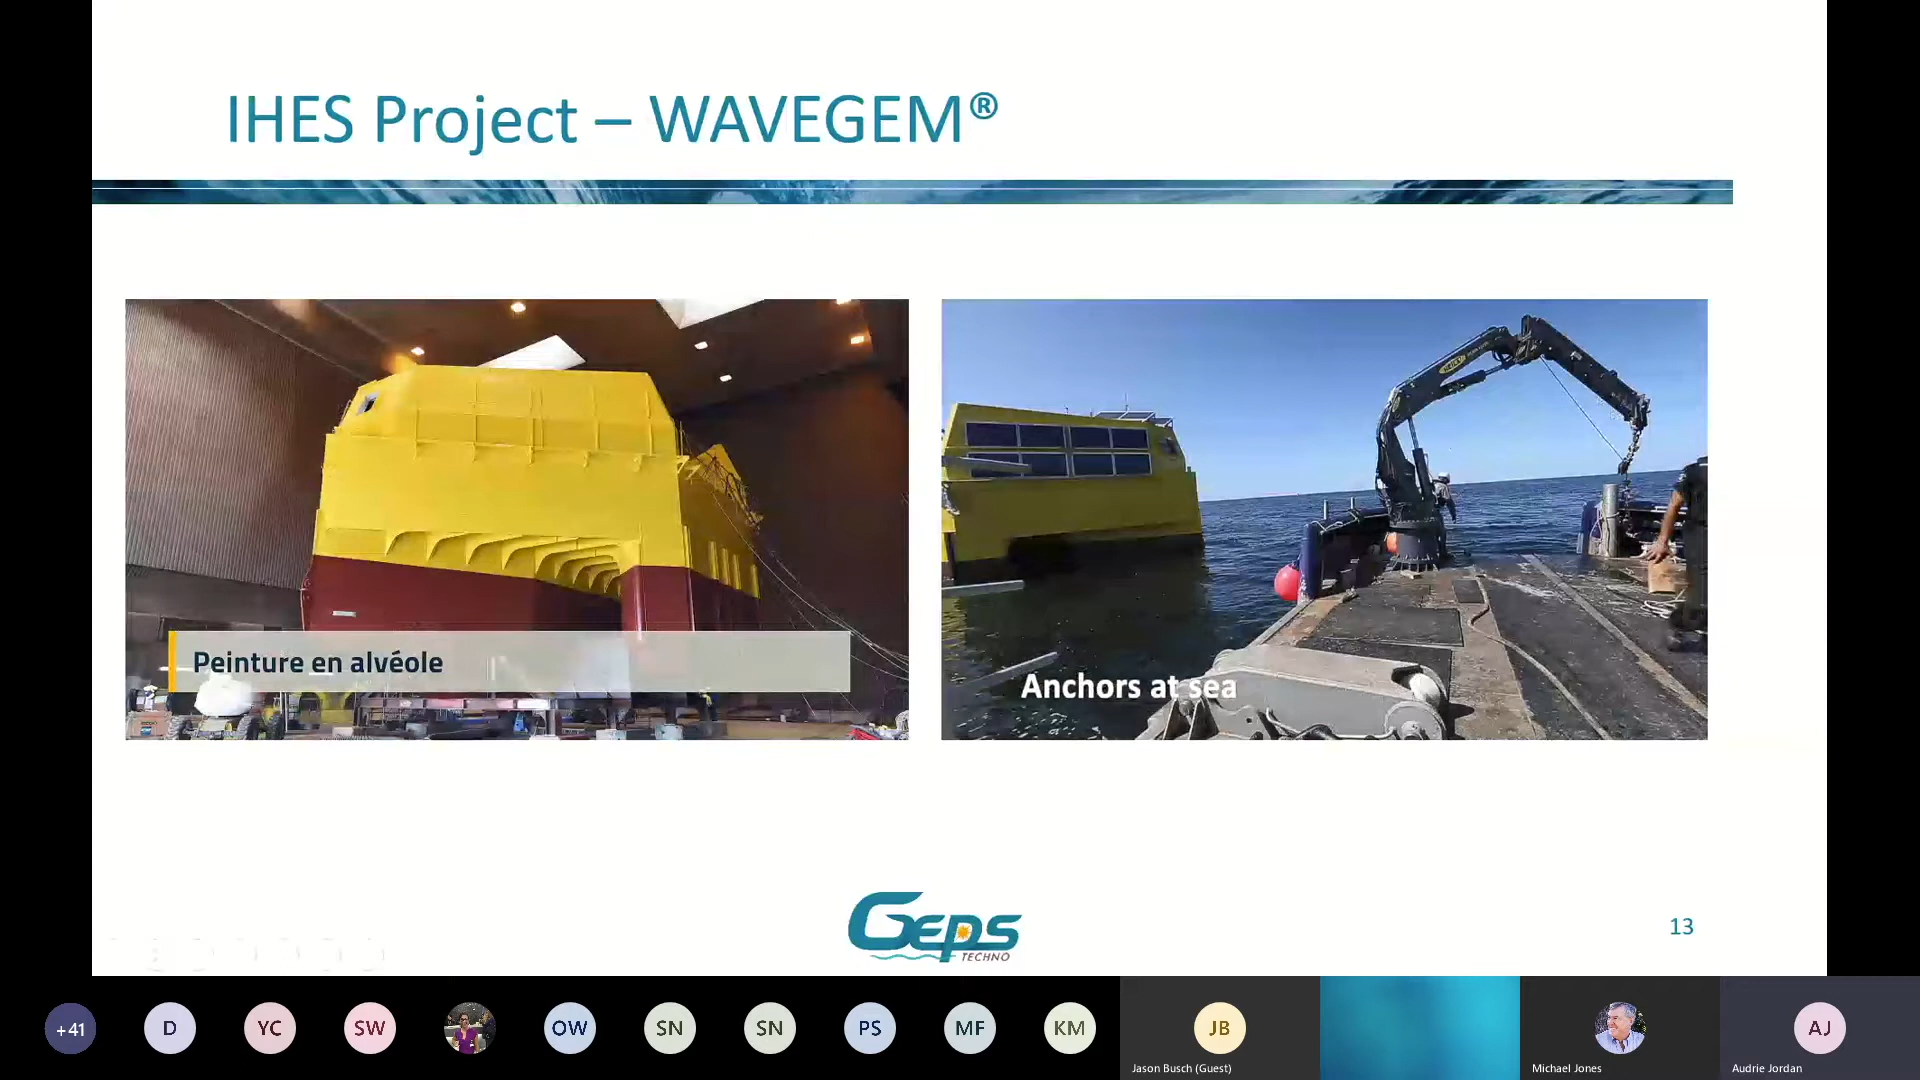 IHES Project – WAVEGEM®
Peinture en alvéole
Anchors at sea
GEPS
TECHNO
13
+41
D
YC
SW
OW
SN
SN
PS
MF
KM
JB
AJ
Jason Busch (Guest)
Michael Jones
Audrie Jordan